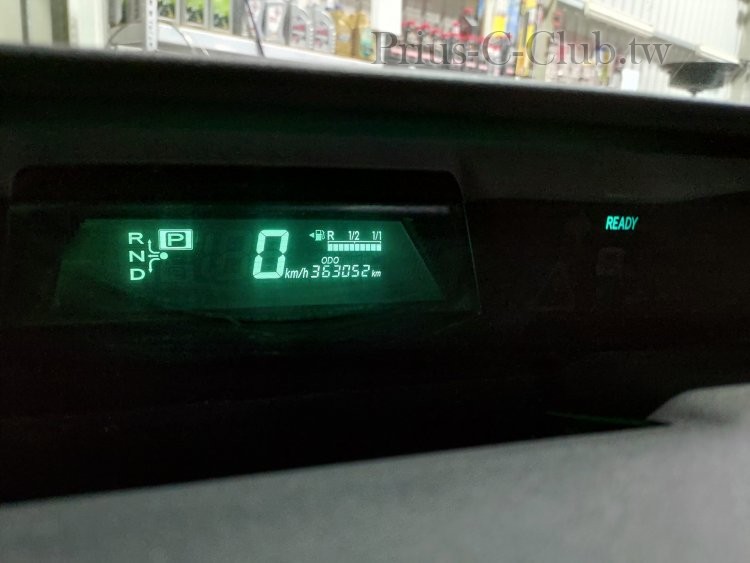 Prius-C-Club.tw
READY
R
P
N
D
0 km/h
R 1/2 1/1
ODO
363052 km